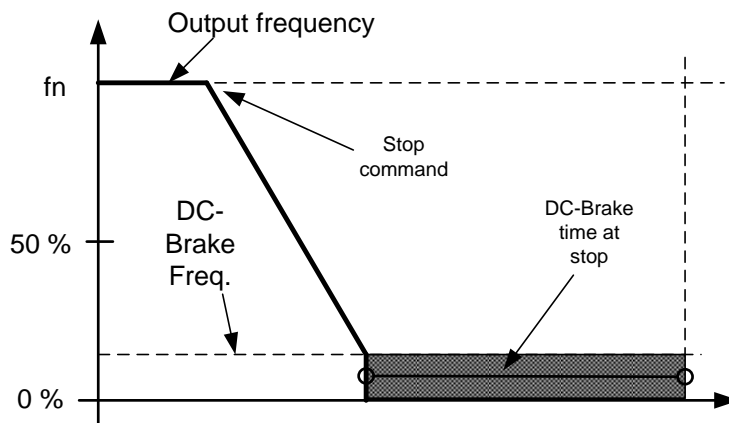 Output frequency
fn
Stop
command
DC-
Brake
Freq.
DC-Brake
time at
stop
50 %
0 %